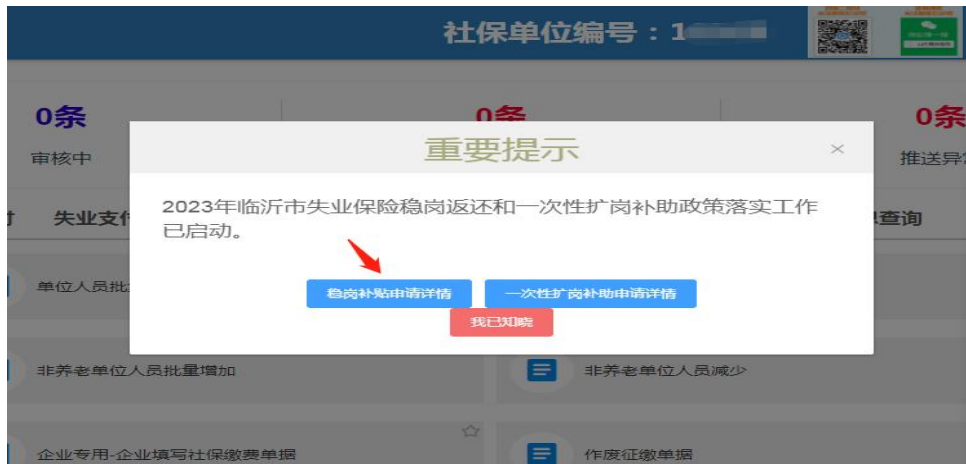 社保单位编号：1
0条
0条
0条
审核中
推送异常
重要提示
×
2023年临沂市失业保险稳岗返还和一次性扩岗补助政策落实工作
已启动。
稳岗补贴申请详情
一次性扩岗补助申请详情
我已知晓
失业支付
查询
单位人员批
非养老单位人员批量增加
非养老单位人员减少
企业专用-企业填写社保缴费单据
作废征缴单据